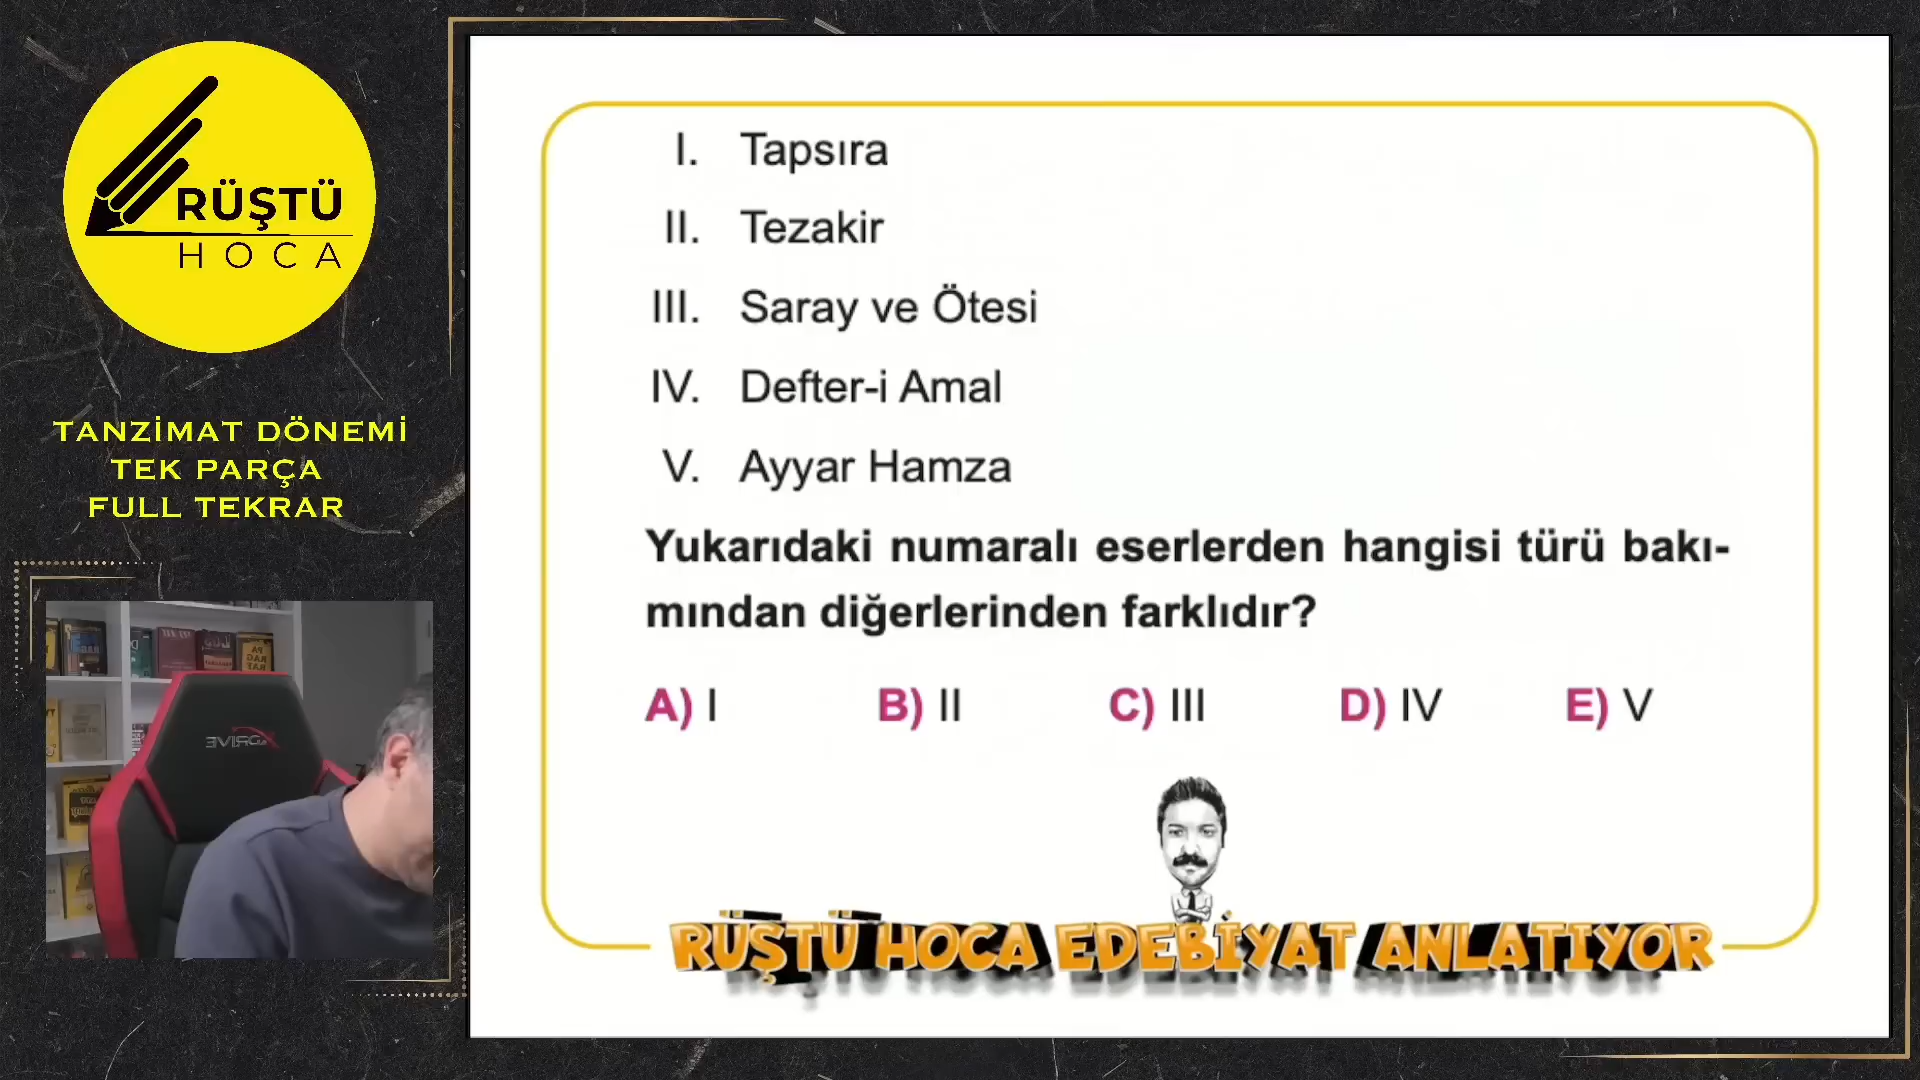 RÜŞTÜ
HOCA
TANZİMAT DÖNEMİ
TEK PARÇA
FULL TEKRAR
I. Tapsıra
II. Tezakir
III. Saray ve Ötesi
IV. Defter-i Amal
V. Ayyar Hamza
Yukarıdaki numaralı eserlerden hangisi türü bakı-
mından diğerlerinden farklıdır?
A) I B) II C) III D) IV E) V
RÜŞTÜ HOCA EDEBİYAT ANLATIYOR